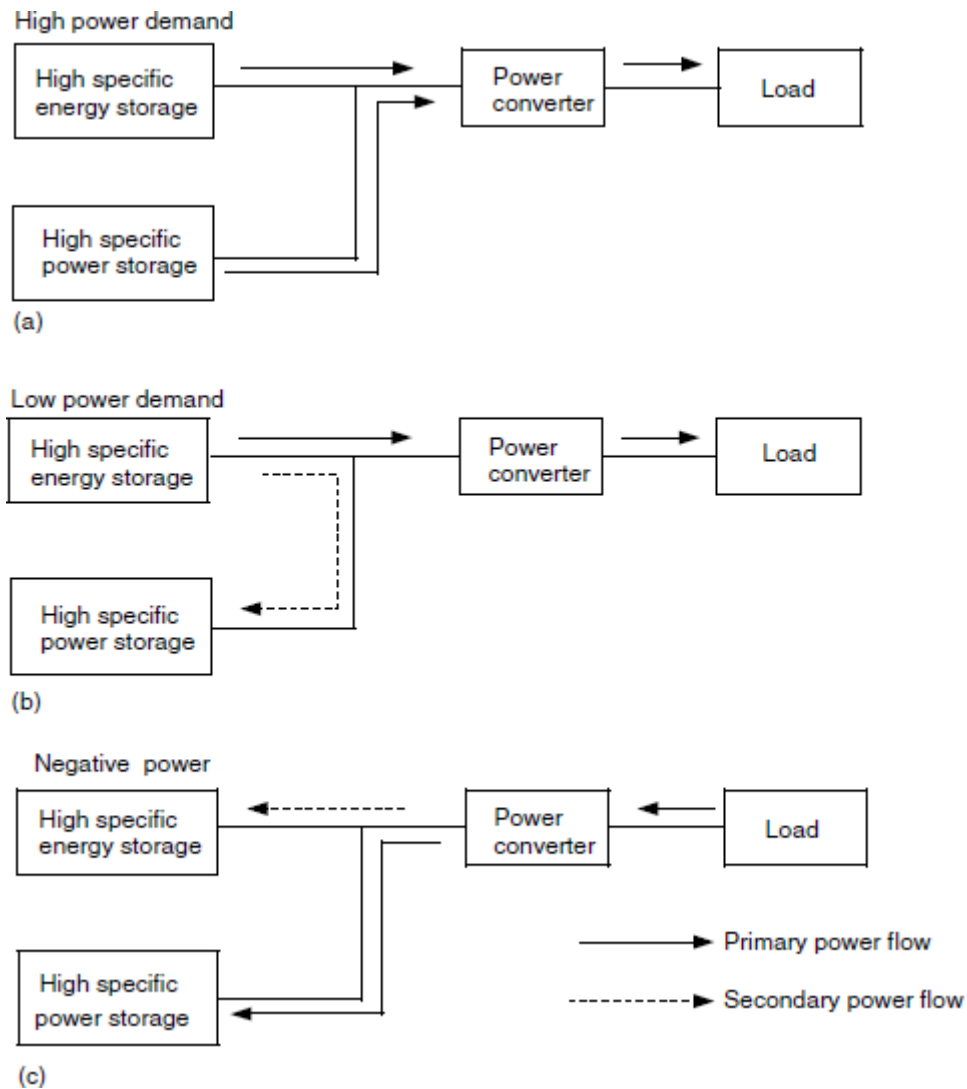 High power demand
High specific
energy storage
Power
converter
Load
High specific
power storage
(a)
Low power demand
High specific
energy storage
Power
converter
Load
High specific
power storage
(b)
Negative power
High specific
energy storage
Power
converter
Load
High specific
power storage
Primary power flow
Secondary power flow
(c)